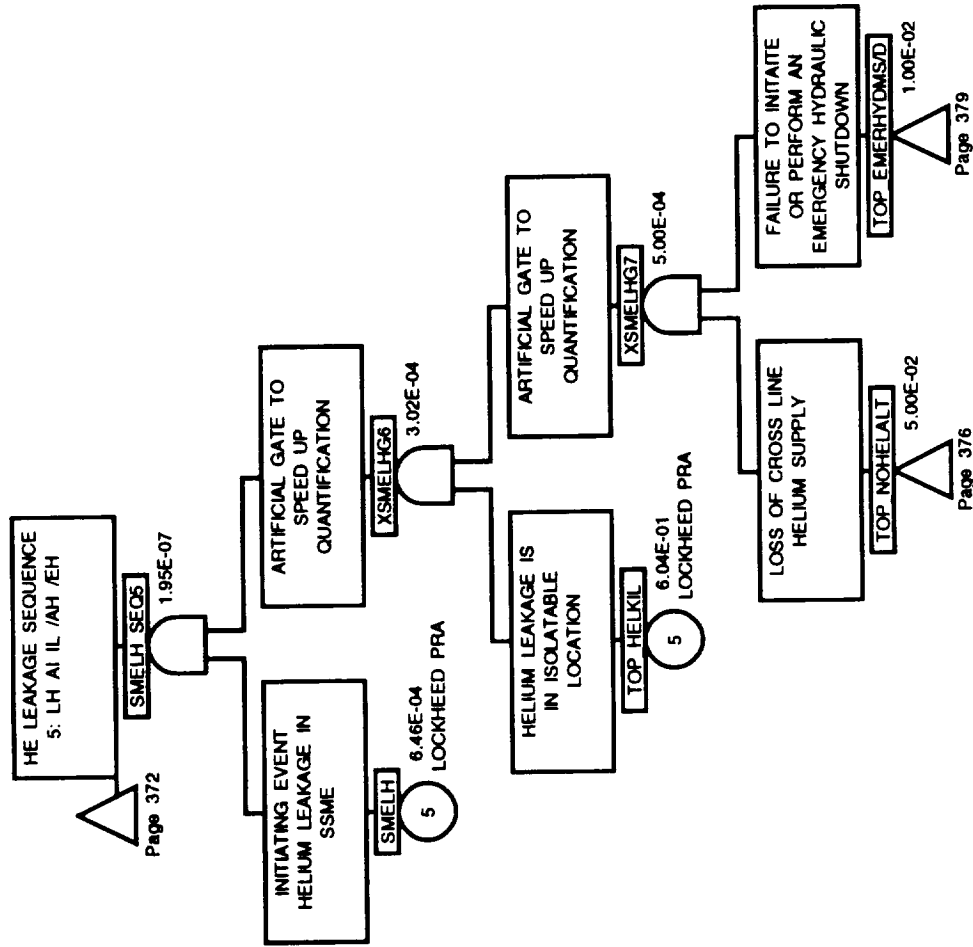 HE LEAKAGE SEQUENCE
5: LH AI IL /AH /EH
SMELH SEQ5
1.95E-07
Page 372
INITIATING EVENT
HELIUM LEAKAGE IN
SSME
SMELH
5
6.46E-04
LOCKHEED PRA
ARTIFICIAL GATE TO
SPEED UP
QUANTIFICATION
XSMELHG6
3.02E-04
HELIUM LEAKAGE IS
IN ISOLATABLE
LOCATION
TOP HELKIL
5
6.04E-01
LOCKHEED PRA
ARTIFICIAL GATE TO
SPEED UP
QUANTIFICATION
XSMELHG7
5.00E-04
LOSS OF CROSS LINE
HELIUM SUPPLY
TOP NOHELALT
5.00E-02
Page 376
FAILURE TO INITAITE
OR PERFORM AN
EMERGENCY HYDRAULIC
SHUTDOWN
TOP EMERHYDMS/D
1.00E-02
Page 379